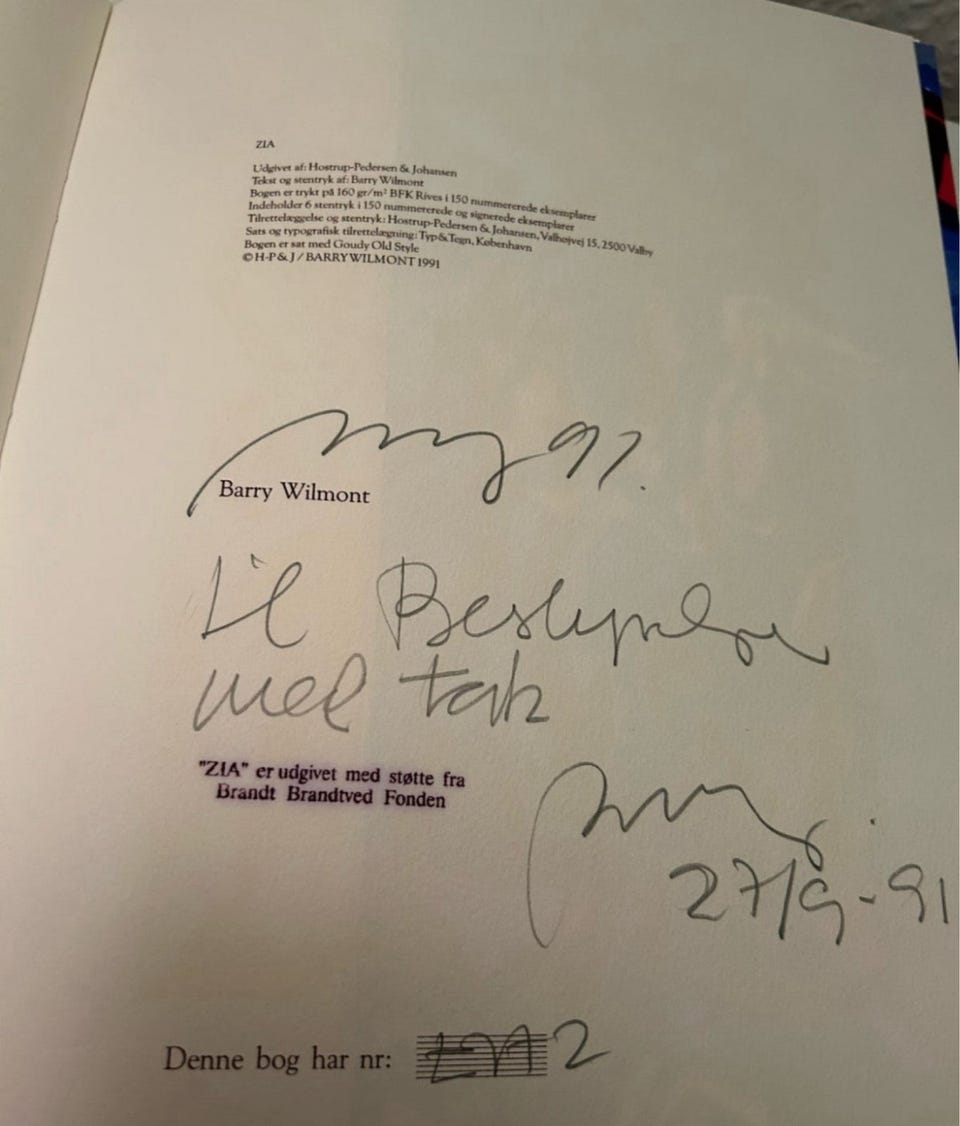 ZIA
Udgivet af: Hostrup-Pedersen & Johansen
Tekst og stentryk af: Barry Wilmont
Bogen er trykt på 160 gr/m² BFK Rives i 150 nummererede eksemplarer
Indeholder 6 stentryk i 150 nummererede og signerede eksemplarer
Tilrettelæggelse og stentryk: Hostrup-Pedersen & Johansen, Valhøjvej 15, 2500 Valby
Sats og typografisk tilrettelægning: Typ & Tegn, København
Bogen er sat med Goudy Old Style
© H-P & J / BARRY WILMONT 1991
91.
Barry Wilmont
til
med tak
"ZIA" er udgivet med støtte fra
Brandt Brandtved Fonden
27/9-91
Denne bog har nr: 2